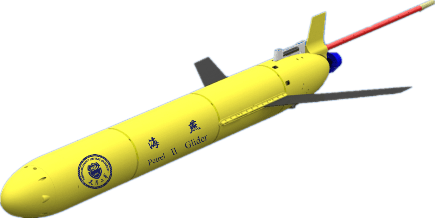 海 燕
Petrel II Glider